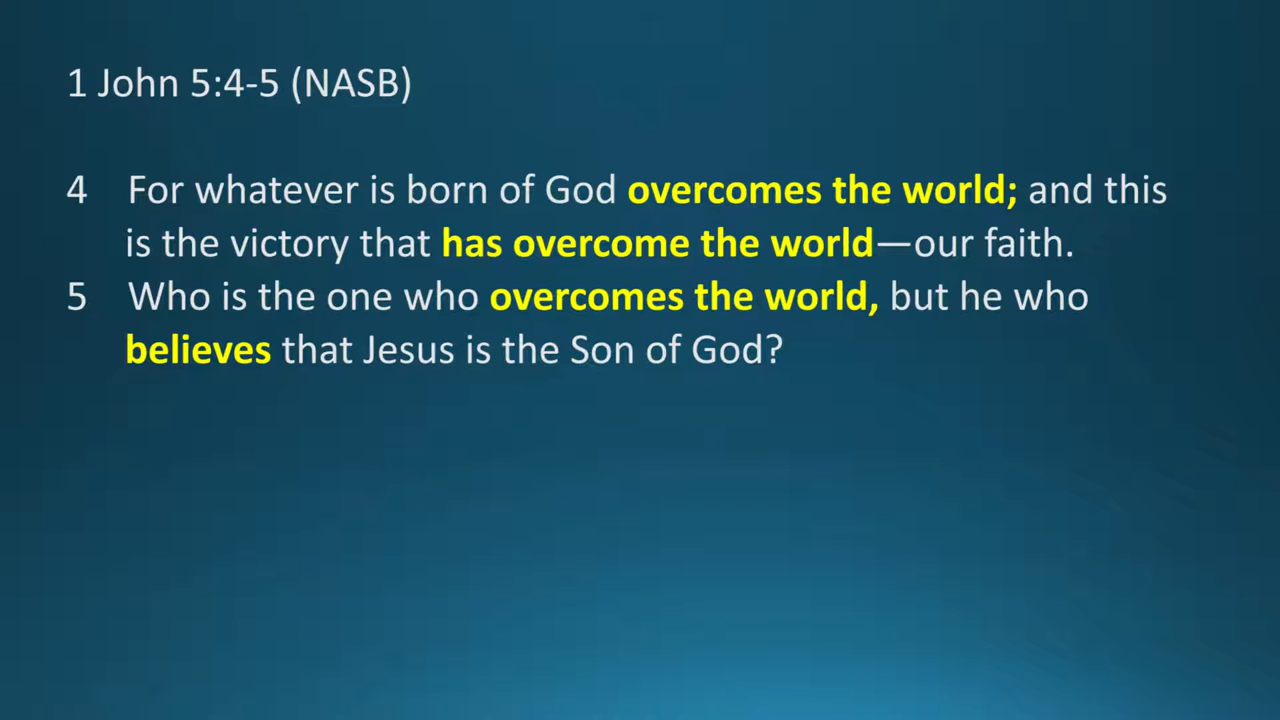 1 John 5:4-5 (NASB)
4 For whatever is born of God overcomes the world; and this
is the victory that has overcome the world—our faith.
5 Who is the one who overcomes the world, but he who
believes that Jesus is the Son of God?